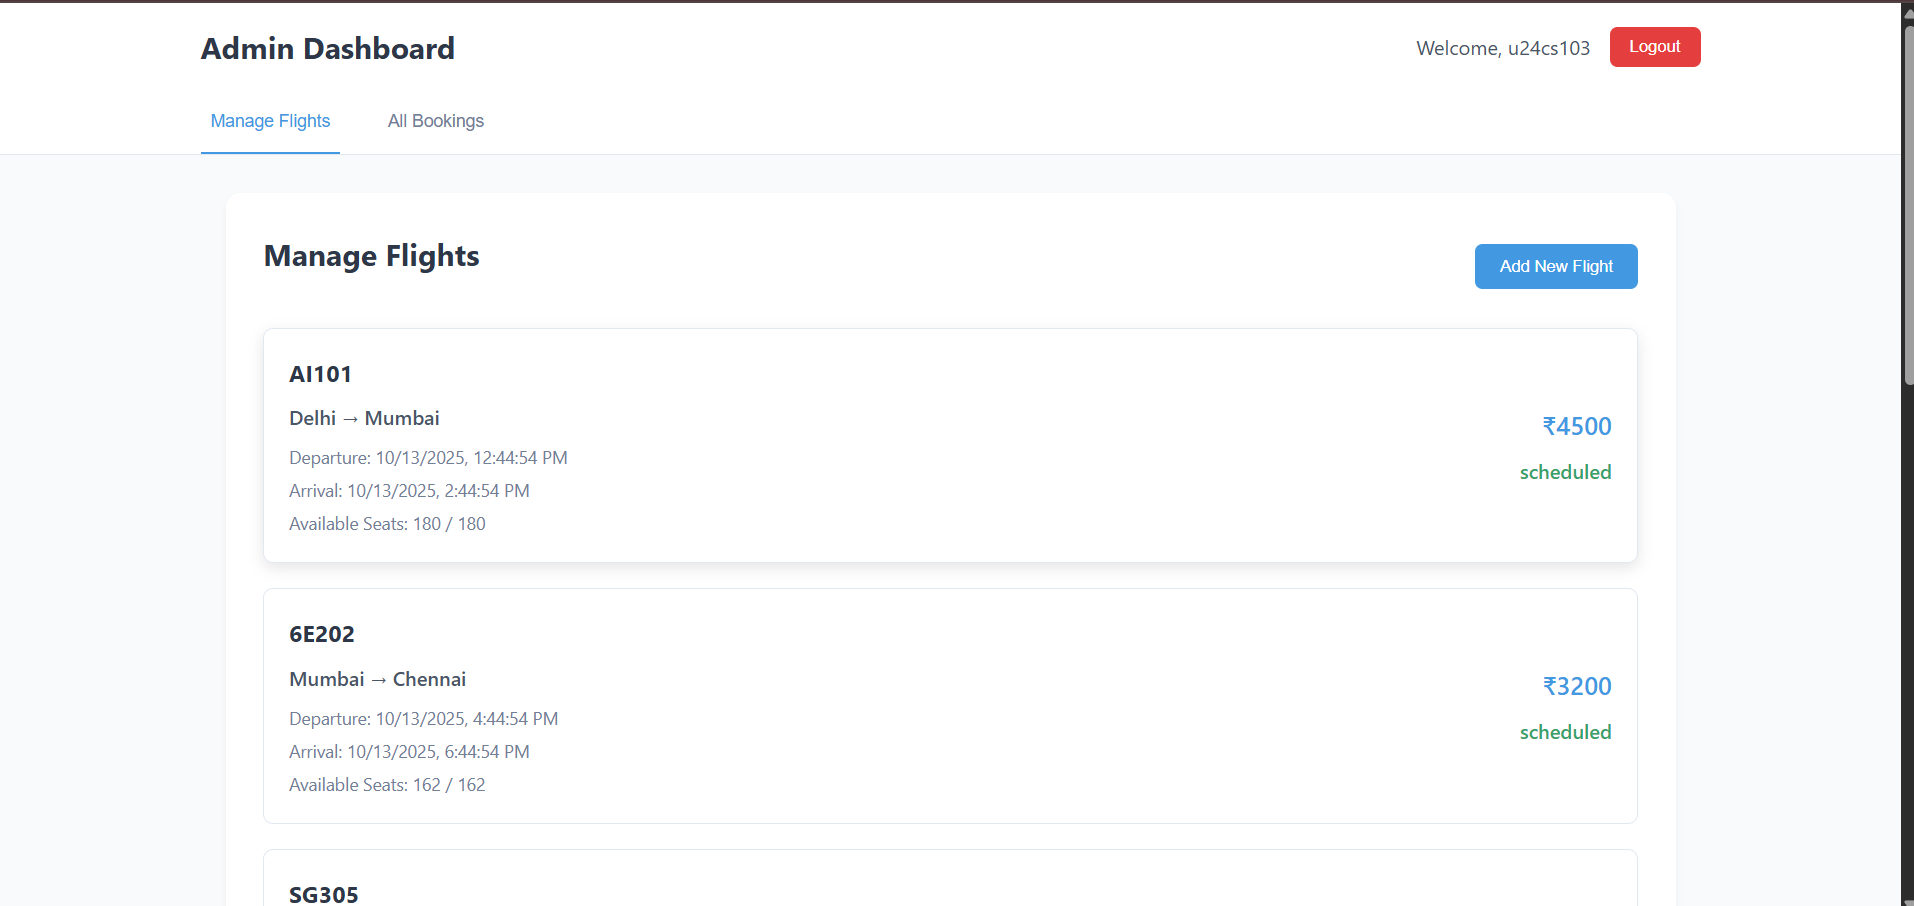 Admin Dashboard
Welcome, u24cs103
Logout
Manage Flights
All Bookings
Manage Flights
Add New Flight
AI101
Delhi → Mumbai
Departure: 10/13/2025, 12:44:54 PM
Arrival: 10/13/2025, 2:44:54 PM
Available Seats: 180 / 180
₹4500
scheduled
6E202
Mumbai → Chennai
Departure: 10/13/2025, 4:44:54 PM
Arrival: 10/13/2025, 6:44:54 PM
Available Seats: 162 / 162
₹3200
scheduled
SG305